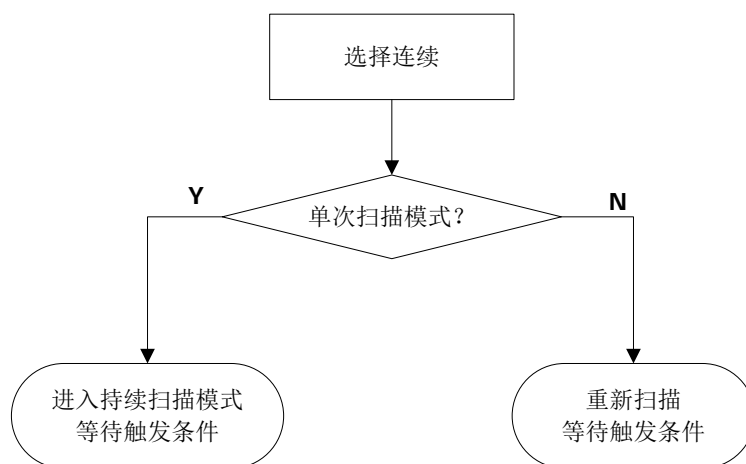 选择连续
单次扫描模式？
Y
N
进入持续扫描模式
等待触发条件
重新扫描
等待触发条件